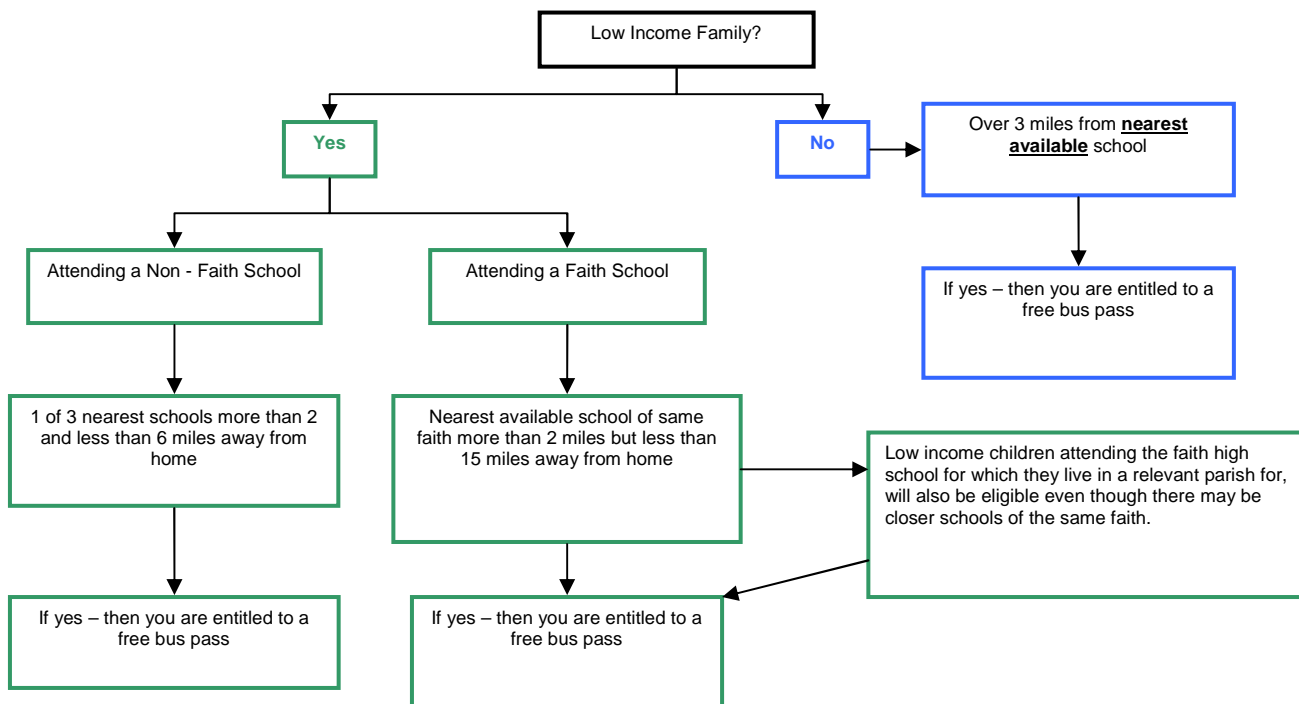 Low Income Family?
Yes
No
Over 3 miles from nearest
available school
Attending a Non - Faith School
Attending a Faith School
If yes – then you are entitled to a
free bus pass
1 of 3 nearest schools more than 2
and less than 6 miles away from
home
Nearest available school of same
faith more than 2 miles but less than
15 miles away from home
Low income children attending the faith high
school for which they live in a relevant parish for,
will also be eligible even though there may be
closer schools of the same faith.
If yes – then you are entitled to a
free bus pass
If yes – then you are entitled to a
free bus pass